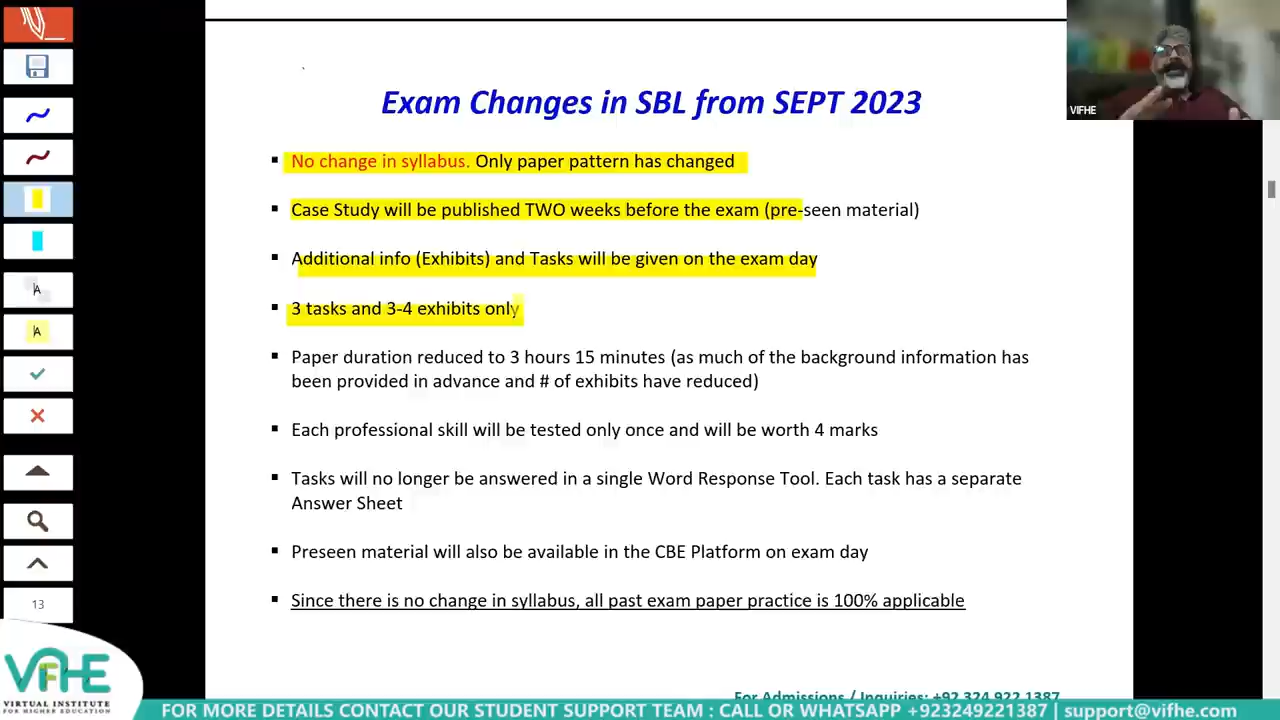 Exam Changes in SBL from SEPT 2023
VIFHE
▪ No change in syllabus. Only paper pattern has changed
▪ Case Study will be published TWO weeks before the exam (pre-seen material)
▪ Additional info (Exhibits) and Tasks will be given on the exam day
▪ 3 tasks and 3-4 exhibits only
▪ Paper duration reduced to 3 hours 15 minutes (as much of the background information has
been provided in advance and # of exhibits have reduced)
▪ Each professional skill will be tested only once and will be worth 4 marks
▪ Tasks will no longer be answered in a single Word Response Tool. Each task has a separate
Answer Sheet
▪ Preseen material will also be available in the CBE Platform on exam day
▪ Since there is no change in syllabus, all past exam paper practice is 100% applicable
A
A
13
VIFHE
VIRTUAL INSTITUTE
FOR HIGHER EDUCATION
For Admissions / Inquiries: +92 324 922 1387
FOR MORE DETAILS CONTACT OUR STUDENT SUPPORT TEAM : CALL OR WHATSAPP +923249221387 | support@vifhe.com